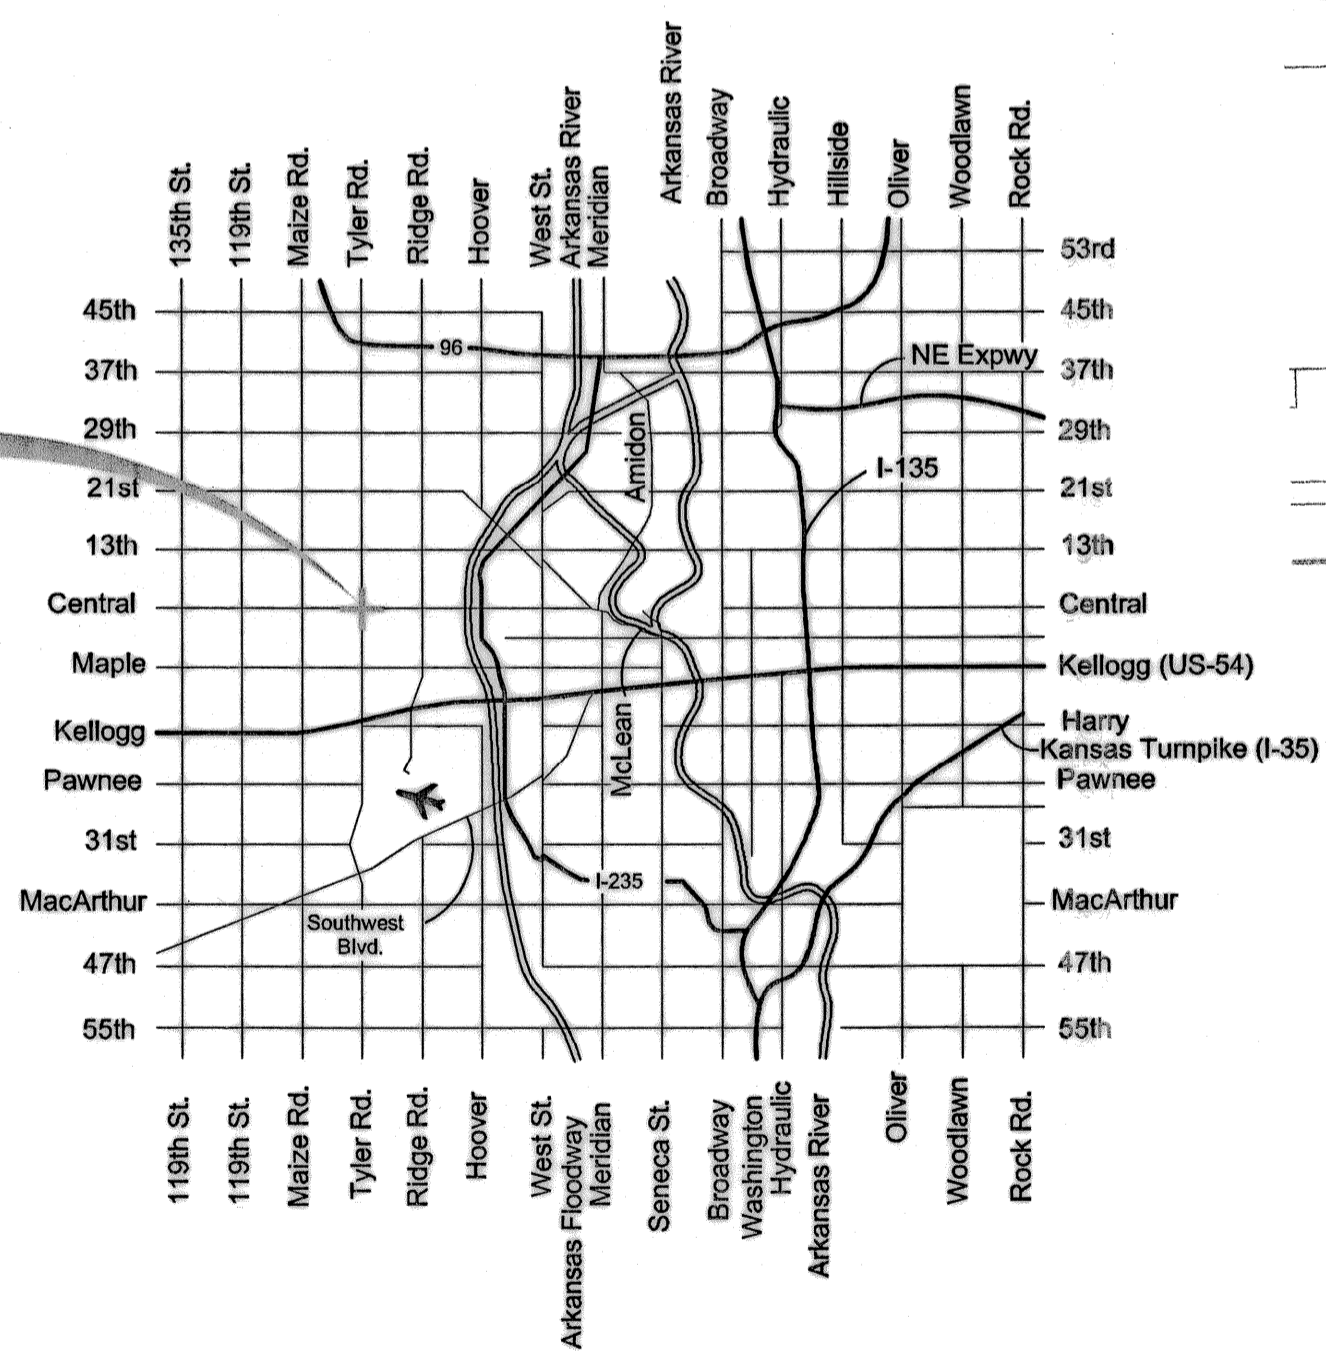 135th St.
119th St.
Maize Rd.
Tyler Rd.
Ridge Rd.
Hoover
West St.
Arkansas River
Meridian
Arkansas River
Broadway
Hydraulic
Hillside
Oliver
Woodlawn
Rock Rd.
45th
37th
29th
21st
13th
Central
Maple
Kellogg
Pawnee
31st
MacArthur
47th
55th
96
Amidon
McLean
I-235
Southwest
Blvd.
NE Expwy
I-135
53rd
45th
37th
29th
21st
13th
Central
Kellogg (US-54)
Harry
Kansas Turnpike (I-35)
Pawnee
31st
MacArthur
47th
55th
119th St.
119th St.
Maize Rd.
Tyler Rd.
Ridge Rd.
Hoover
West St.
Arkansas Floodway
Meridian
Seneca St.
Broadway
Washington
Hydraulic
Arkansas River
Oliver
Woodlawn
Rock Rd.